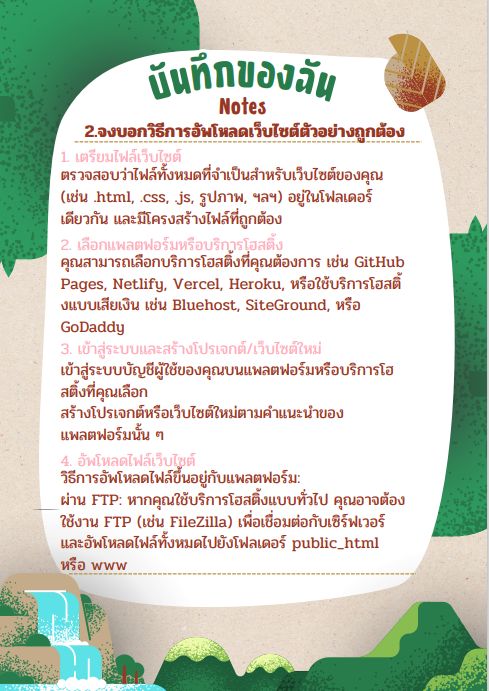 บันทึกของฉัน
Notes
2.จงบอกวิธีการอัพโหลดเว็บไซต์ตัวอย่างถูกต้อง
1. เตรียมไฟล์เว็บไซต์
ตรวจสอบว่าไฟล์ทั้งหมดที่จำเป็นสำหรับเว็บไซต์ของคุณ
(เช่น .html, .css, .js, รูปภาพ, ฯลฯ) อยู่ในโฟลเดอร์
เดียวกัน และมีโครงสร้างไฟล์ที่ถูกต้อง
2. เลือกแพลตฟอร์มหรือบริการโฮสติ้ง
คุณสามารถเลือกบริการโฮสติ้งที่คุณต้องการ เช่น GitHub
Pages, Netlify, Vercel, Heroku, หรือใช้บริการโฮสติ้
งแบบเสียเงิน เช่น Bluehost, SiteGround, หรือ
GoDaddy
3. เข้าสู่ระบบและสร้างโปรเจกต์/เว็บไซต์ใหม่
เข้าสู่ระบบบัญชีผู้ใช้ของคุณบนแพลตฟอร์มหรือบริการโฮ
สติ้งที่คุณเลือก
สร้างโปรเจกต์หรือเว็บไซต์ใหม่ตามคำแนะนำของ
แพลตฟอร์มนั้น ๆ
4. อัพโหลดไฟล์เว็บไซต์
วิธีการอัพโหลดไฟล์ขึ้นอยู่กับแพลตฟอร์ม:
ผ่าน FTP: หากคุณใช้บริการโฮสติ้งแบบทั่วไป คุณอาจต้อง
ใช้งาน FTP (เช่น FileZilla) เพื่อเชื่อมต่อกับเซิร์ฟเวอร์
และอัพโหลดไฟล์ทั้งหมดไปยังโฟลเดอร์ public_html
หรือ www